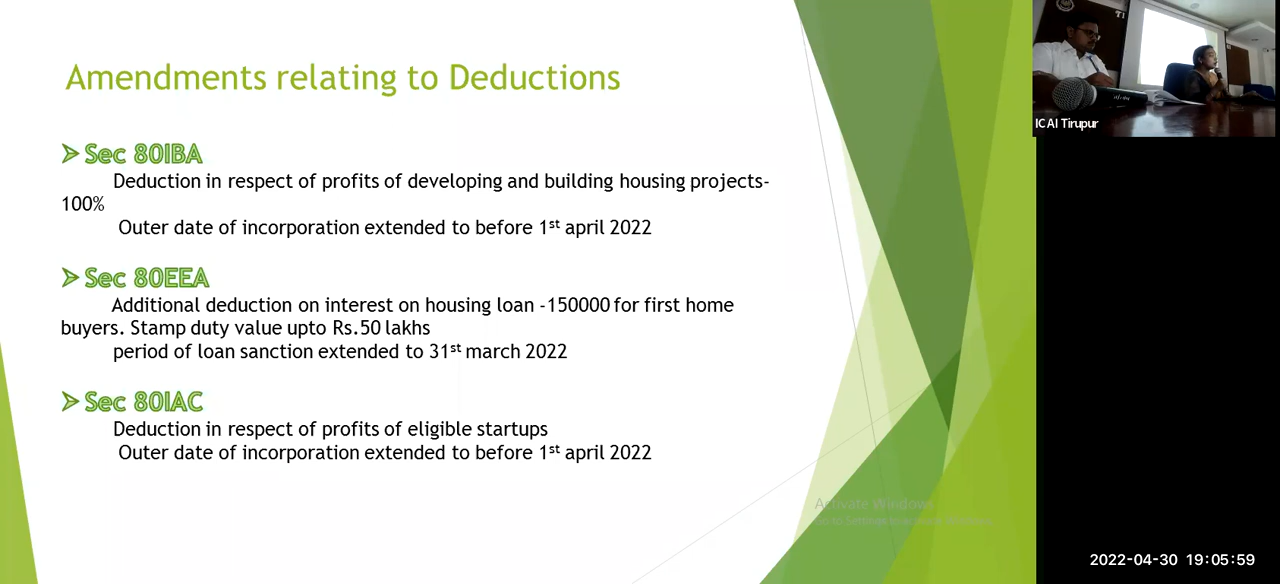 Amendments relating to Deductions
Sec 80IBA
Deduction in respect of profits of developing and building housing projects-
100%
Outer date of incorporation extended to before 1st april 2022
Sec 80EEA
Additional deduction on interest on housing loan -150000 for first home
buyers. Stamp duty value upto Rs.50 lakhs
period of loan sanction extended to 31st march 2022
Sec 80IAC
Deduction in respect of profits of eligible startups
Outer date of incorporation extended to before 1st april 2022
Activate Windows
ICAI Tirupur
2022-04-30 19:05:59